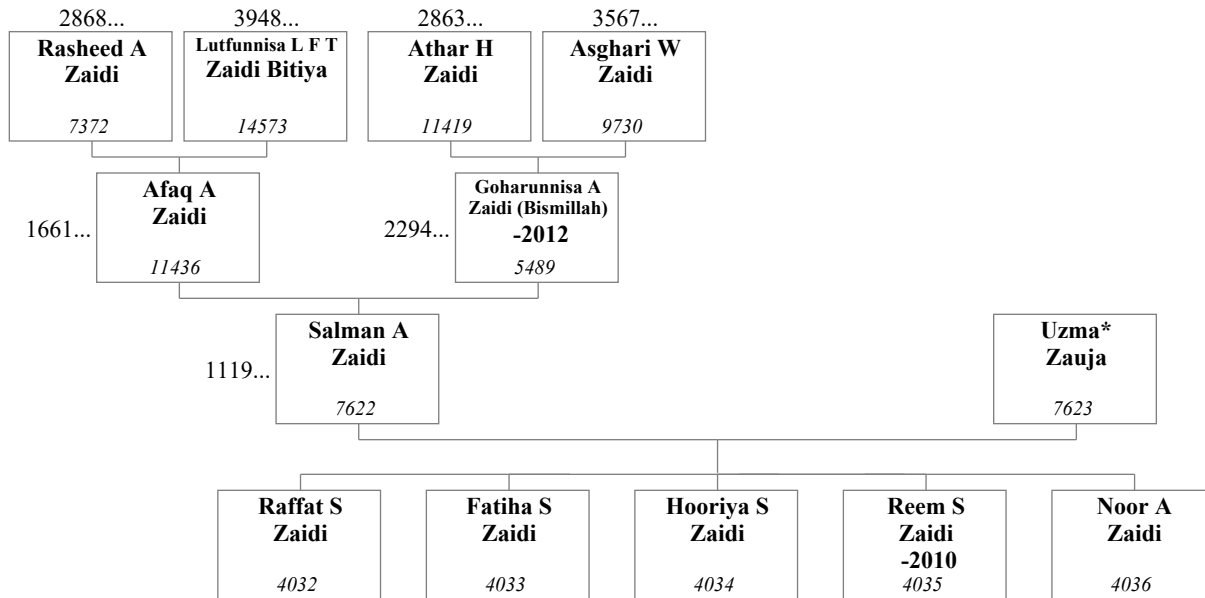 2868...
3948...
2863...
3567...
Rasheed A
Zaidi
7372
Lutfunnisa L F T
Zaidi Bitiya
14573
Athar H
Zaidi
11419
Asghari W
Zaidi
9730
1661...
Afaq A
Zaidi
11436
2294...
Goharunnisa A
Zaidi (Bismillah)
-2012
5489
1119...
Salman A
Zaidi
7622
Uzma*
Zauja
7623
Raffat S
Zaidi
4032
Fatiha S
Zaidi
4033
Hooriya S
Zaidi
4034
Reem S
Zaidi
-2010
4035
Noor A
Zaidi
4036